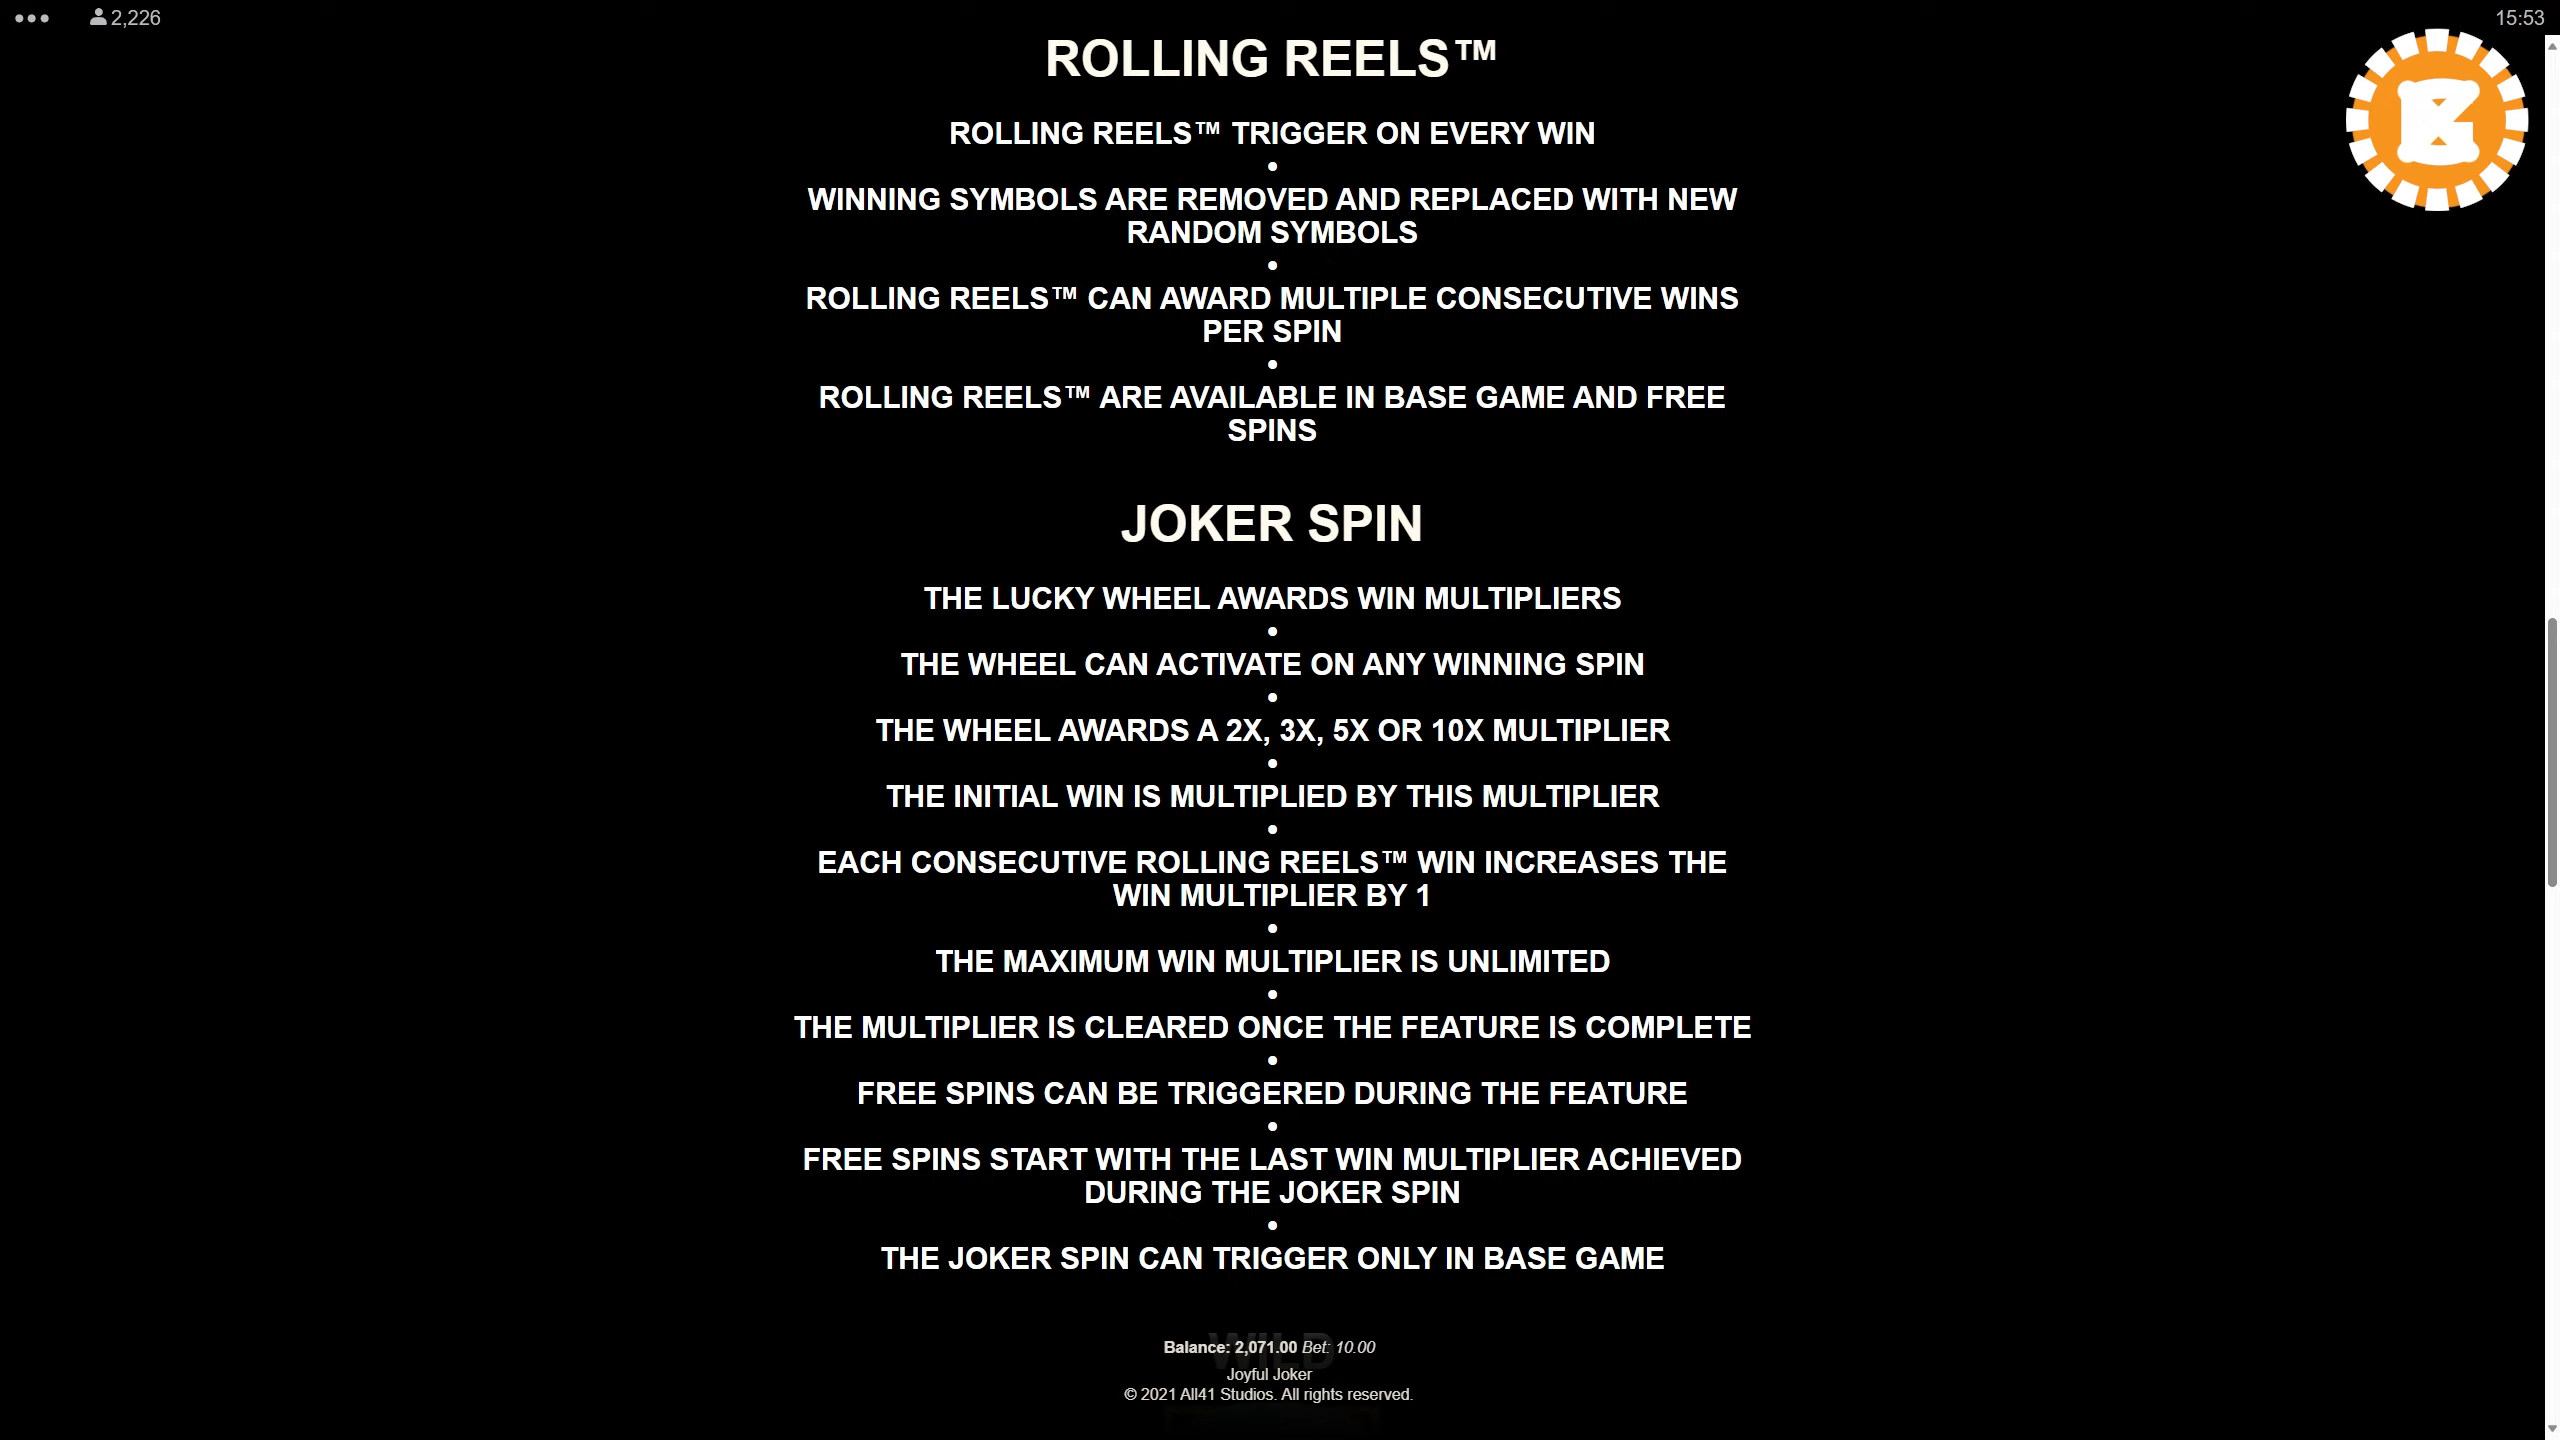 2,226
15:53
ROLLING REELS™
ROLLING REELS™ TRIGGER ON EVERY WIN
•
WINNING SYMBOLS ARE REMOVED AND REPLACED WITH NEW
RANDOM SYMBOLS
•
ROLLING REELS™ CAN AWARD MULTIPLE CONSECUTIVE WINS
PER SPIN
•
ROLLING REELS™ ARE AVAILABLE IN BASE GAME AND FREE
SPINS
JOKER SPIN
THE LUCKY WHEEL AWARDS WIN MULTIPLIERS
•
THE WHEEL CAN ACTIVATE ON ANY WINNING SPIN
•
THE WHEEL AWARDS A 2X, 3X, 5X OR 10X MULTIPLIER
•
THE INITIAL WIN IS MULTIPLIED BY THIS MULTIPLIER
•
EACH CONSECUTIVE ROLLING REELS™ WIN INCREASES THE
WIN MULTIPLIER BY 1
•
THE MAXIMUM WIN MULTIPLIER IS UNLIMITED
•
THE MULTIPLIER IS CLEARED ONCE THE FEATURE IS COMPLETE
•
FREE SPINS CAN BE TRIGGERED DURING THE FEATURE
•
FREE SPINS START WITH THE LAST WIN MULTIPLIER ACHIEVED
DURING THE JOKER SPIN
•
THE JOKER SPIN CAN TRIGGER ONLY IN BASE GAME
WILD
Balance: 2,071.00 Bet: 10.00
Joyful Joker
© 2021 All41 Studios. All rights reserved.